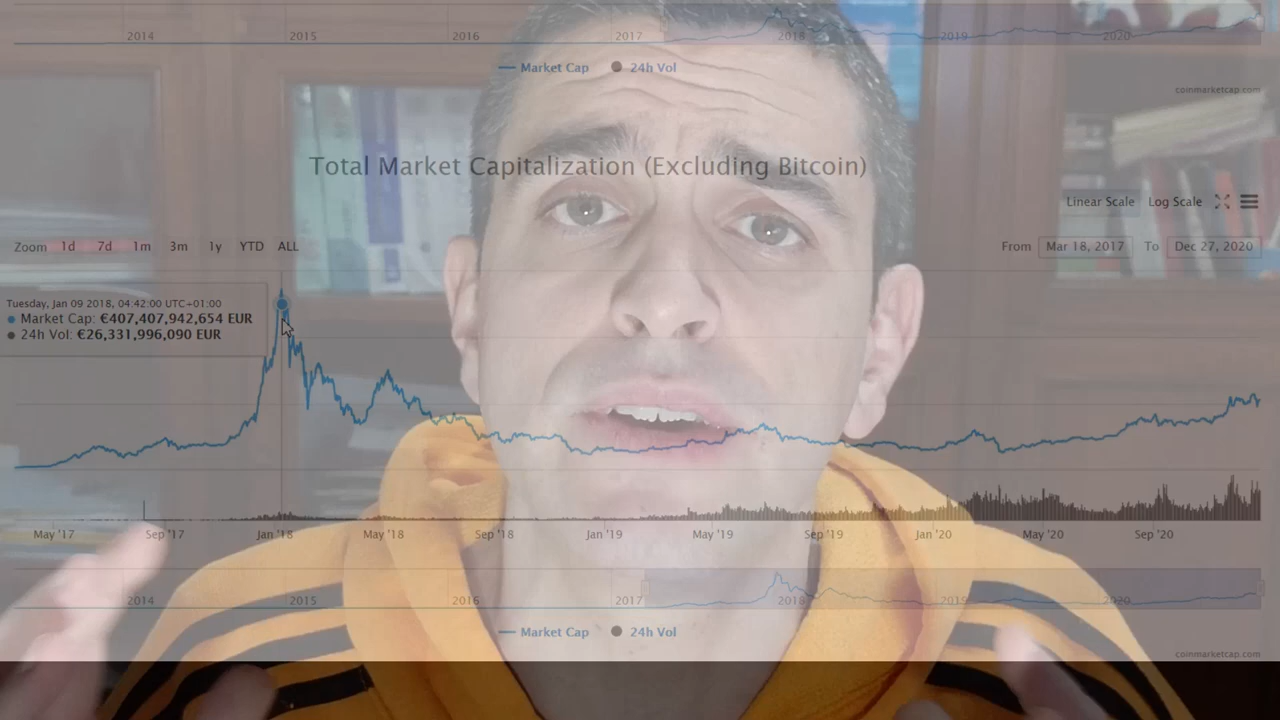 2014 2015 2016 2017 2018 2019 2020
Market Cap 24h Vol
coinmarketcap.com
Total Market Capitalization (Excluding Bitcoin)
Linear Scale Log Scale
Zoom 1d 7d 1m 3m 1y YTD ALL From Mar 18, 2017 To Dec 27, 2020
Tuesday, Jan 09 2018, 04:42:00 UTC+01:00
Market Cap: €407,407,942,654 EUR
24h Vol: €26,331,996,090 EUR
May '17 Sep '17 Jan '18 May '18 Sep '18 Jan '19 May '19 Sep '19 Jan '20 May '20 Sep '20
2014 2015 2016 2017 2018 2019 2020
Market Cap 24h Vol
coinmarketcap.com